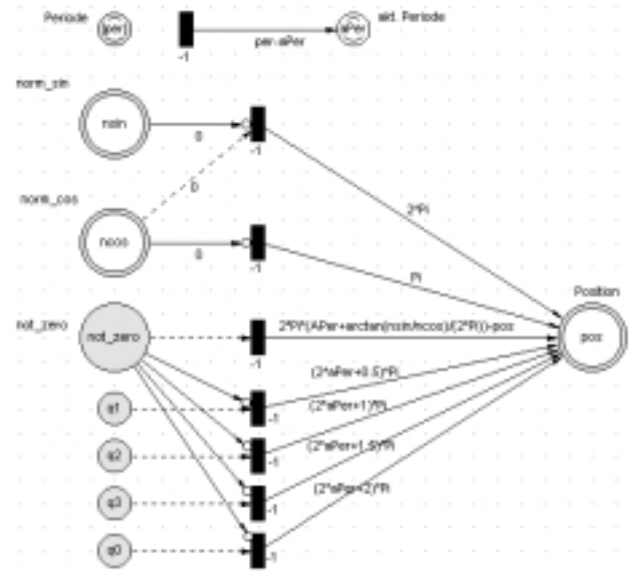 Periode
per
-1
per-aPer
aPer
akt. Periode
norm_sin
nsin
0
-1
0
2*Pi
norm_cos
ncos
0
-1
Pi
Position
pos
not_zero
not_zero
-1
2*Pi*(APer+arctan(nsin/ncos)/(2*Pi))-pos
(2*aPer+0.5)*Pi
q1
-1
(2*aPer+1)*Pi
q2
-1
(2*aPer+1.5)*Pi
q3
-1
(2*aPer+2)*Pi
q0
-1